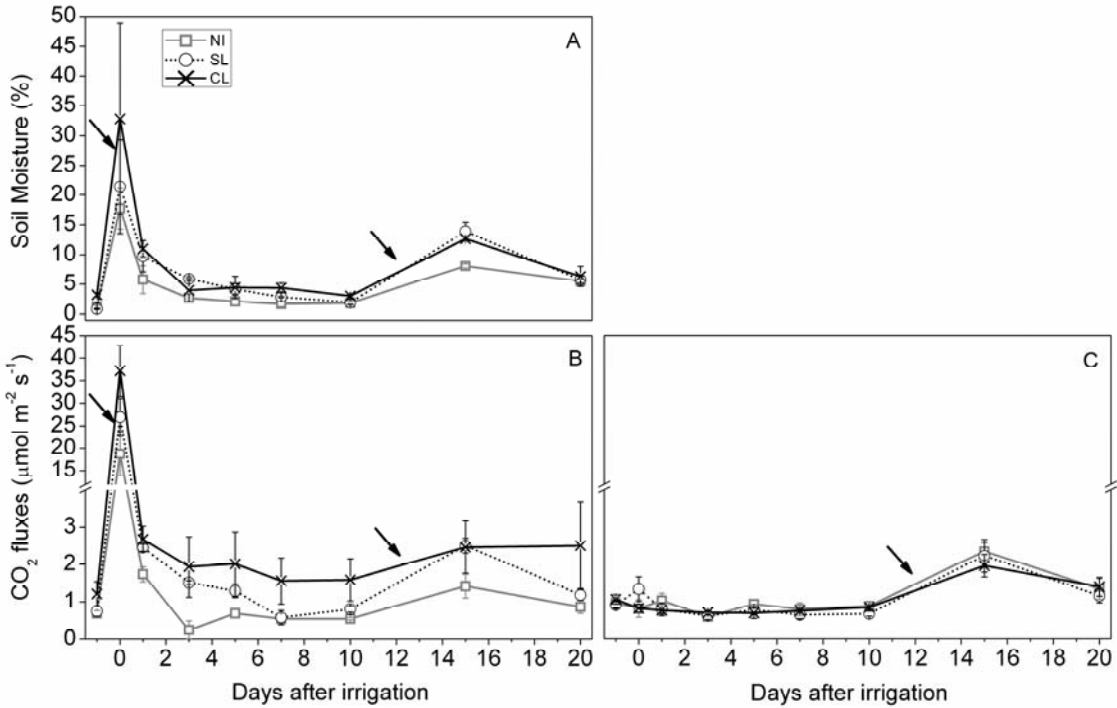 50
45
40
35
30
25
20
15
10
5
0
Soil Moisture (%)
NI
SL
CL
A
45
40
35
30
25
20
15
3
2
1
0
CO₂ fluxes (μmol m⁻² s⁻¹)
B
C
0 2 4 6 8 10 12 14 16 18 20
Days after irrigation
0 2 4 6 8 10 12 14 16 18 20
Days after irrigation